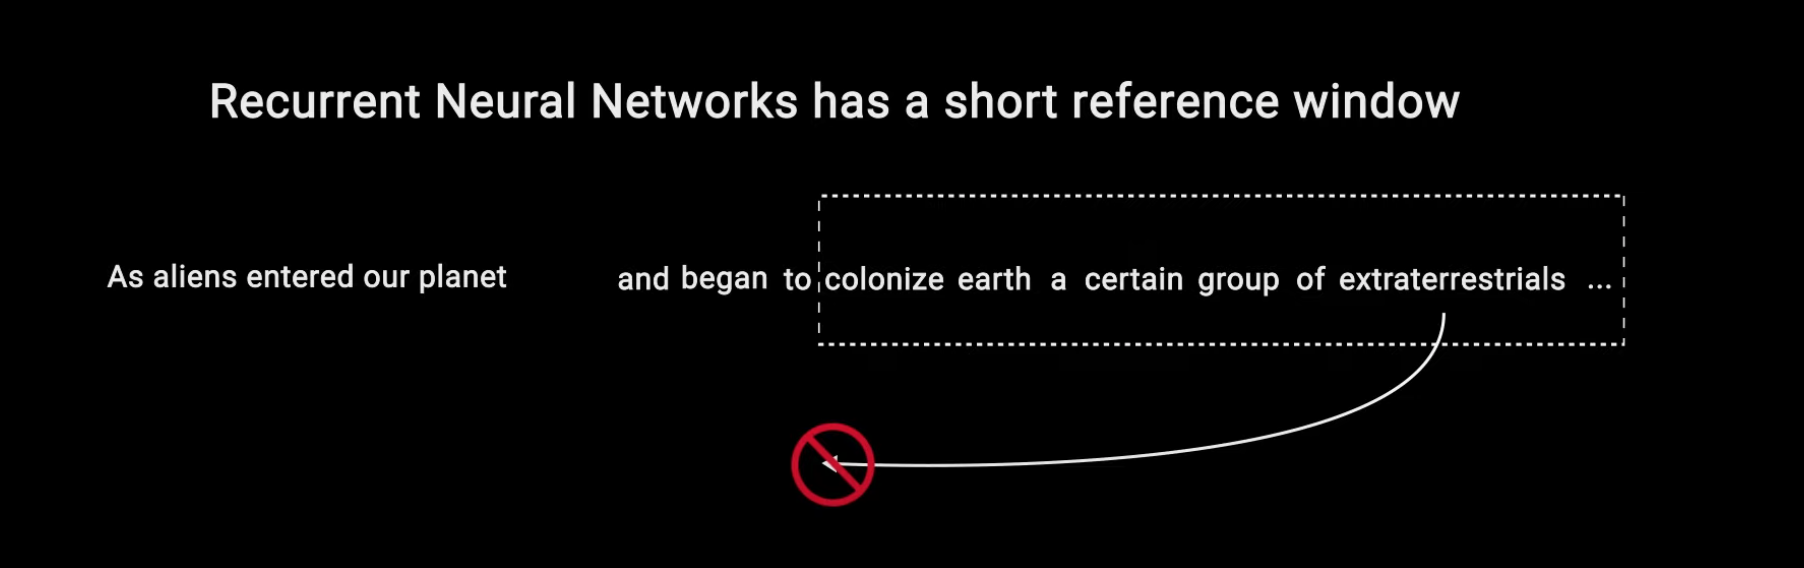 Recurrent Neural Networks has a short reference window
As aliens entered our planet and began to colonize earth a certain group of extraterrestrials ...